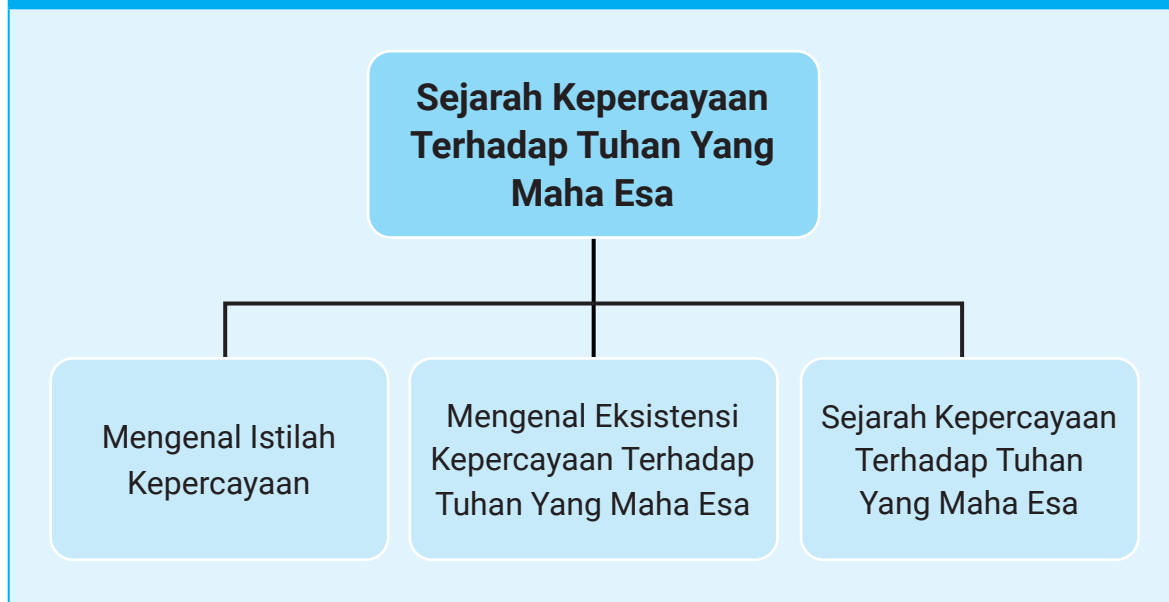 Sejarah Kepercayaan
Terhadap Tuhan Yang
Maha Esa
Mengenal Istilah
Kepercayaan
Mengenal Eksistensi
Kepercayaan Terhadap
Tuhan Yang Maha Esa
Sejarah Kepercayaan
Terhadap Tuhan
Yang Maha Esa